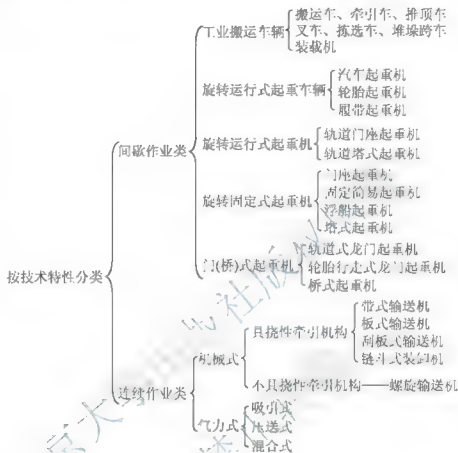 按技术特性分类
间歇作业类
工业搬运车辆
搬运车、牵引车、推顶车
叉车、拣选车、堆垛跨车
装载机
旋转运行式起重车辆
汽车起重机
轮胎起重机
履带起重机
旋转运行式起重机
轨道门座起重机
轨道塔式起重机
旋转固定式起重机
门座起重机
固定简易起重机
浮船起重机
塔式起重机
门(桥)式起重机
轨道式龙门起重机
轮胎行走式龙门起重机
桥式起重机
连续作业类
机械式
具挠性牵引机构
带式输送机
板式输送机
刮板式输送机
链斗式装卸机
不具挠性牵引机构——螺旋输送机
气力式
吸引式
压送式
混合式